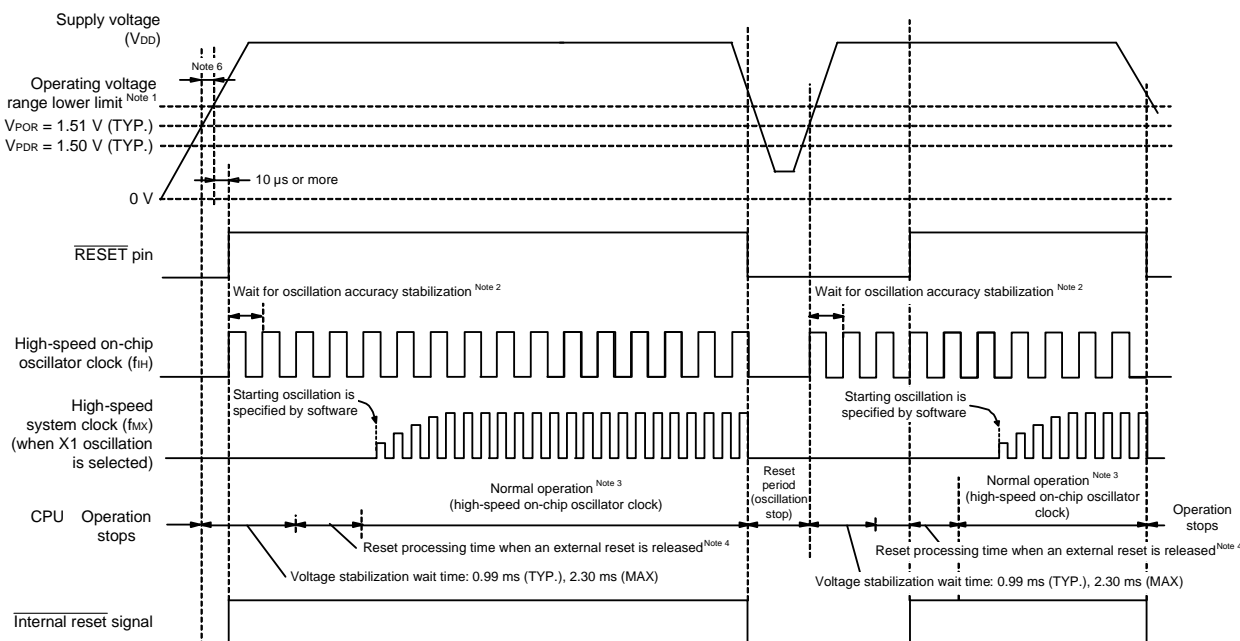 Supply voltage
(VDD)
Note 6
Operating voltage
range lower limit Note 1
VPOR = 1.51 V (TYP.)
VPDR = 1.50 V (TYP.)
10 μs or more
0 V
RESET pin
Wait for oscillation accuracy stabilization Note 2
Wait for oscillation accuracy stabilization Note 2
High-speed on-chip
oscillator clock (fIH)
Starting oscillation is
specified by software
Starting oscillation is
specified by software
High-speed
system clock (fMX)
(when X1 oscillation
is selected)
Reset
period
(oscillation
stop)
Normal operation Note 3
(high-speed on-chip oscillator clock)
Normal operation Note 3
(high-speed on-chip oscillator
clock)
CPU Operation
stops
Operation
stops
Reset processing time when an external reset is released Note 4
Reset processing time when an external reset is released Note 4
Voltage stabilization wait time: 0.99 ms (TYP.), 2.30 ms (MAX)
Voltage stabilization wait time: 0.99 ms (TYP.), 2.30 ms (MAX)
Internal reset signal